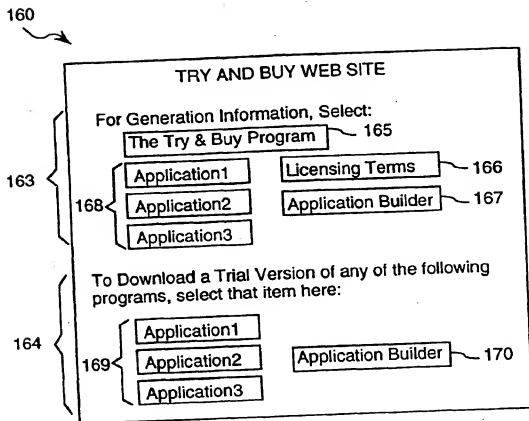 160
TRY AND BUY WEB SITE
For Generation Information, Select:
The Try & Buy Program 165
163
168
Application1 Licensing Terms 166
Application2 Application Builder 167
Application3
To Download a Trial Version of any of the following
programs, select that item here:
164
169
Application1
Application2 Application Builder 170
Application3